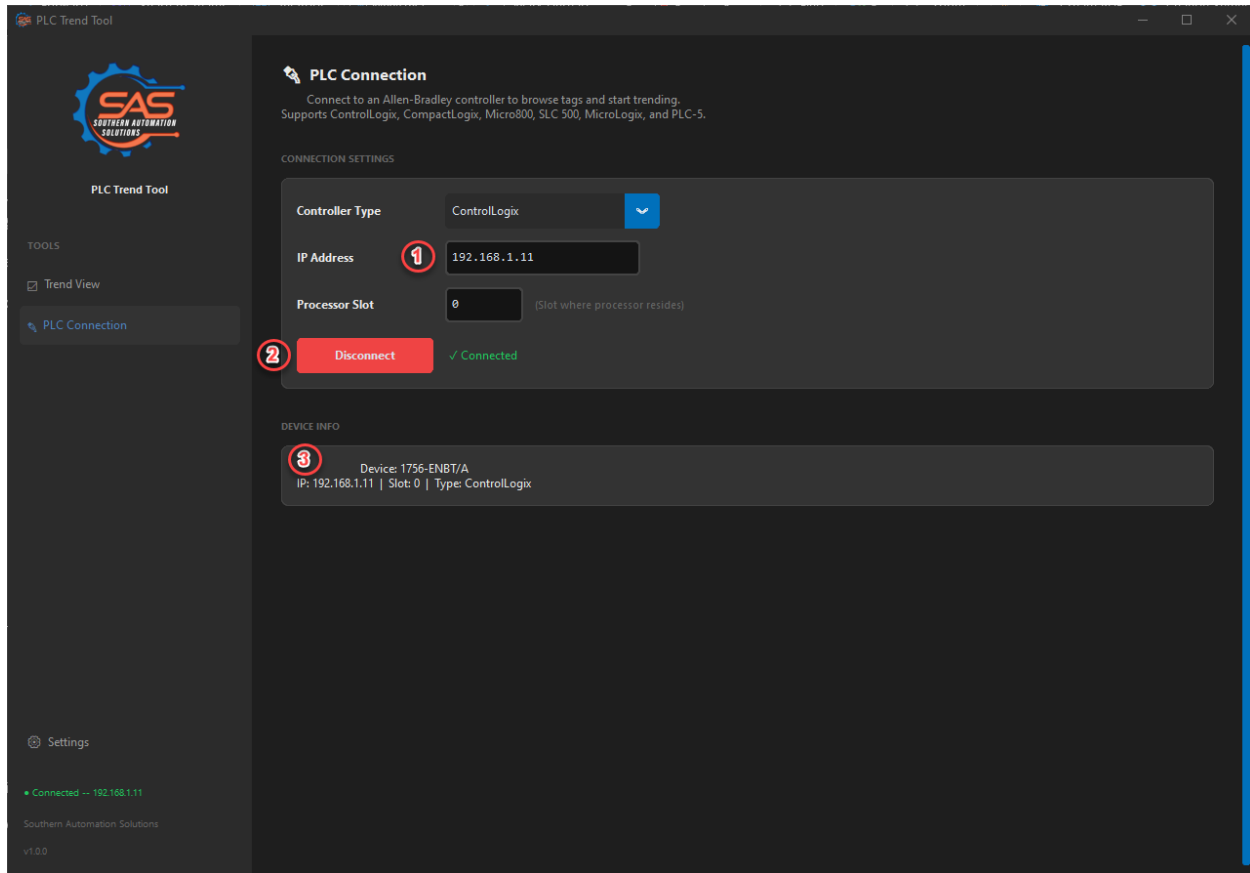 PLC Trend Tool
SAS
SOUTHERN AUTOMATION
SOLUTIONS
PLC Trend Tool
TOOLS
Trend View
PLC Connection
Settings
• Connected -- 192.168.1.11
Southern Automation Solutions
v1.0.0
PLC Connection
Connect to an Allen-Bradley controller to browse tags and start trending.
Supports ControlLogix, CompactLogix, Micro800, SLC 500, MicroLogix, and PLC-5.
CONNECTION SETTINGS
Controller Type ControlLogix
IP Address 1 192.168.1.11
Processor Slot 0 (Slot where processor resides)
2 Disconnect ✓ Connected
DEVICE INFO
3
Device: 1756-ENBT/A
IP: 192.168.1.11 | Slot: 0 | Type: ControlLogix